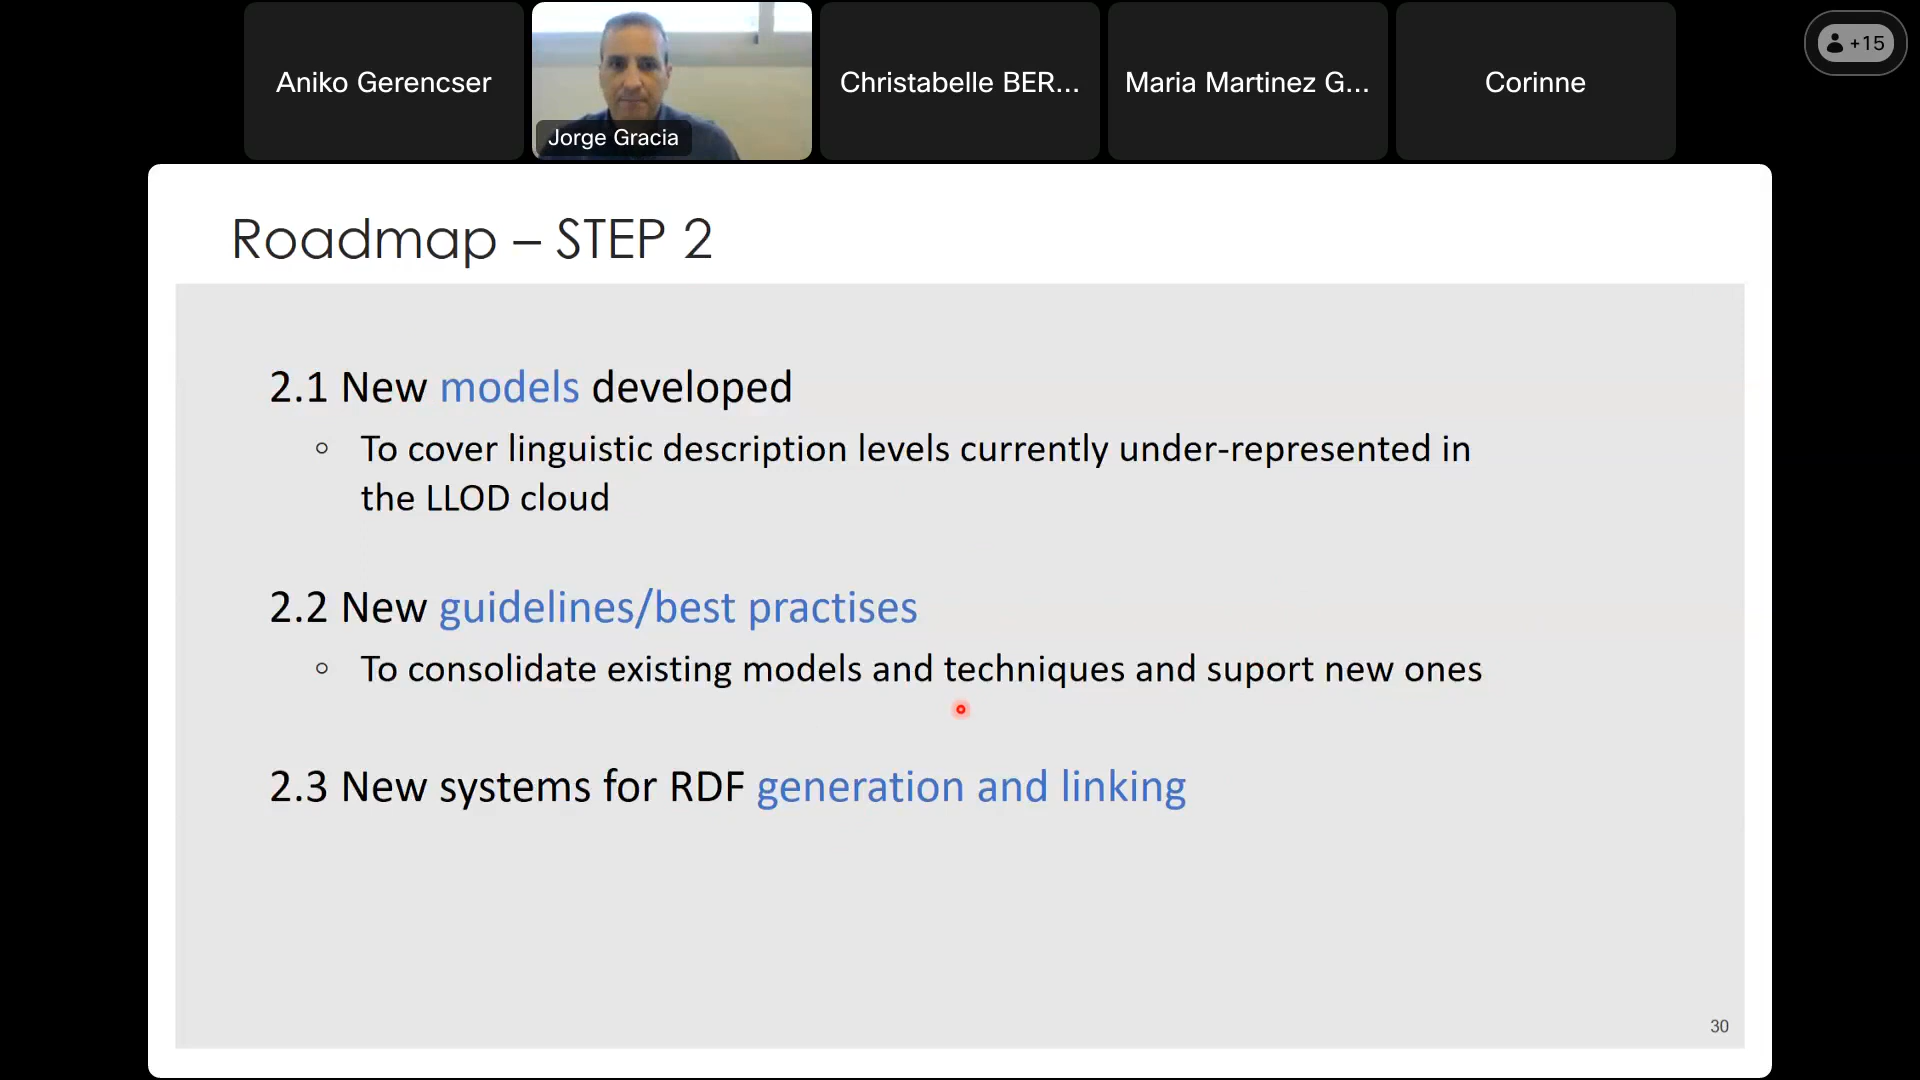 Aniko Gerencser
Jorge Gracia
Christabelle BER...
Maria Martinez G...
Corinne
+15
Roadmap – STEP 2
2.1 New models developed
◦ To cover linguistic description levels currently under-represented in
the LLOD cloud
2.2 New guidelines/best practises
◦ To consolidate existing models and techniques and suport new ones
2.3 New systems for RDF generation and linking
30